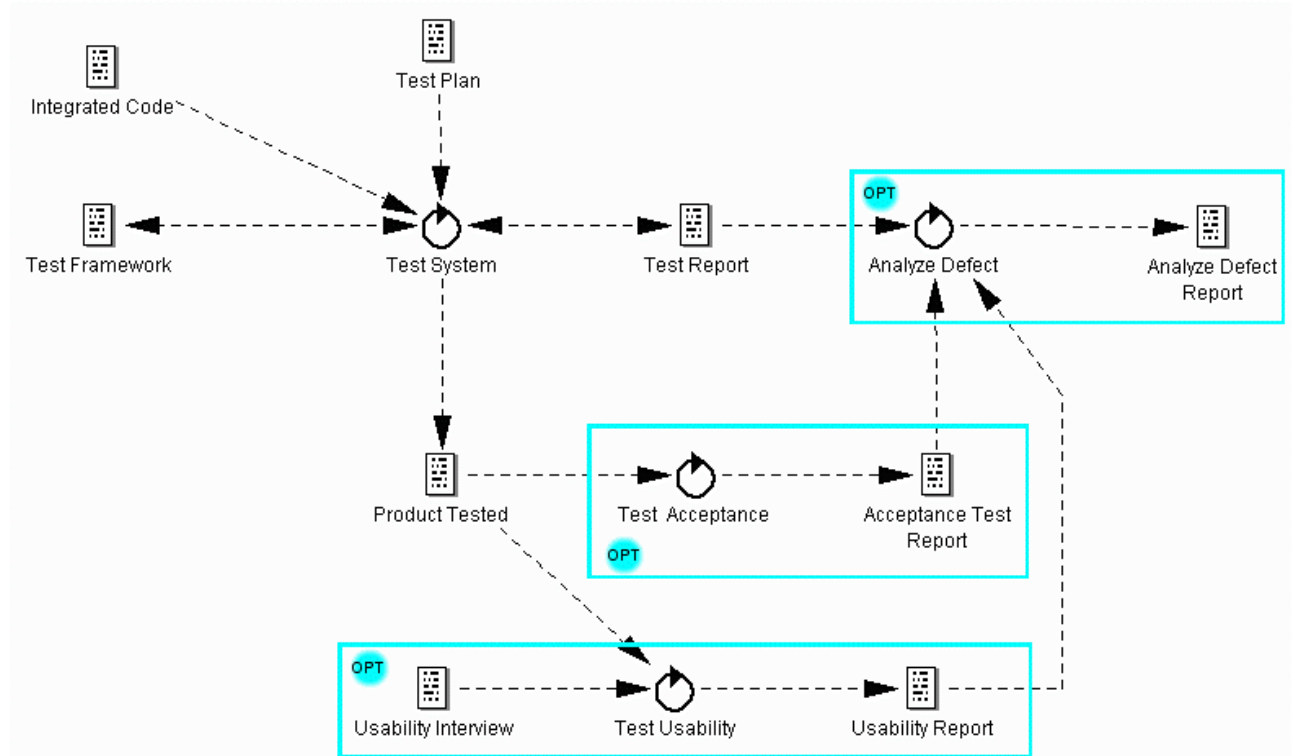 Test Plan
Integrated Code
OPT
Test Framework
Test System
Test Report
Analyze Defect
Analyze Defect
Report
Product Tested
Test Acceptance
Acceptance Test
Report
OPT
OPT
Usability Interview
Test Usability
Usability Report